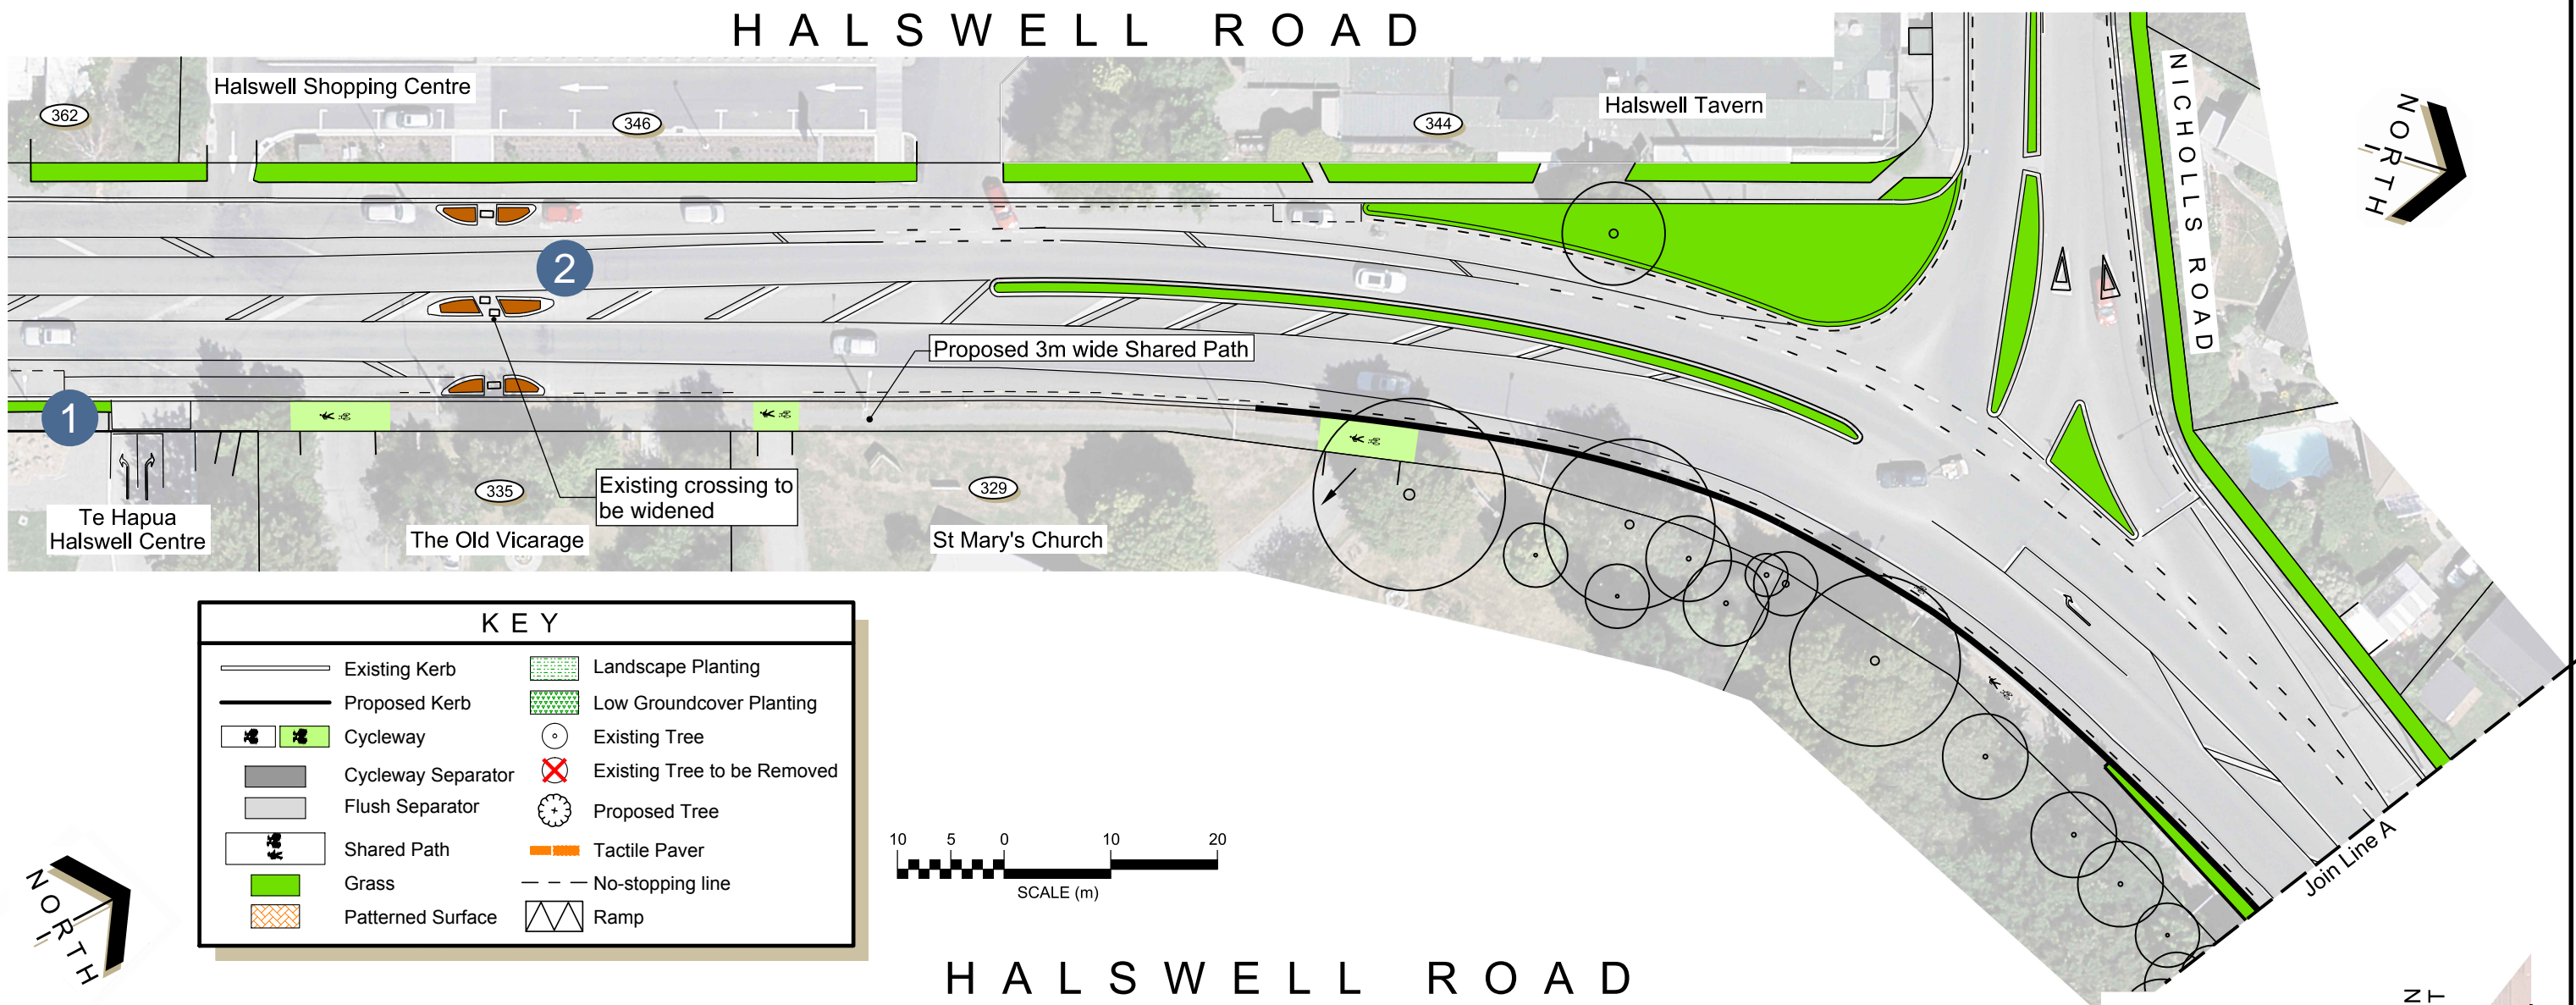 HALSWELL ROAD
Halswell Shopping Centre
362
346
344
Halswell Tavern
NICHOLLS ROAD
NORTH
2
Proposed 3m wide Shared Path
1
Existing crossing to
be widened
335
329
Te Hapua
Halswell Centre
The Old Vicarage
St Mary's Church
KEY
Existing Kerb
Proposed Kerb
Cycleway
Cycleway Separator
Flush Separator
Shared Path
Grass
Patterned Surface
Landscape Planting
Low Groundcover Planting
Existing Tree
Existing Tree to be Removed
Proposed Tree
Tactile Paver
No-stopping line
Ramp
10 5 0 10 20
SCALE (m)
Join Line A
NORTH
HALSWELL ROAD